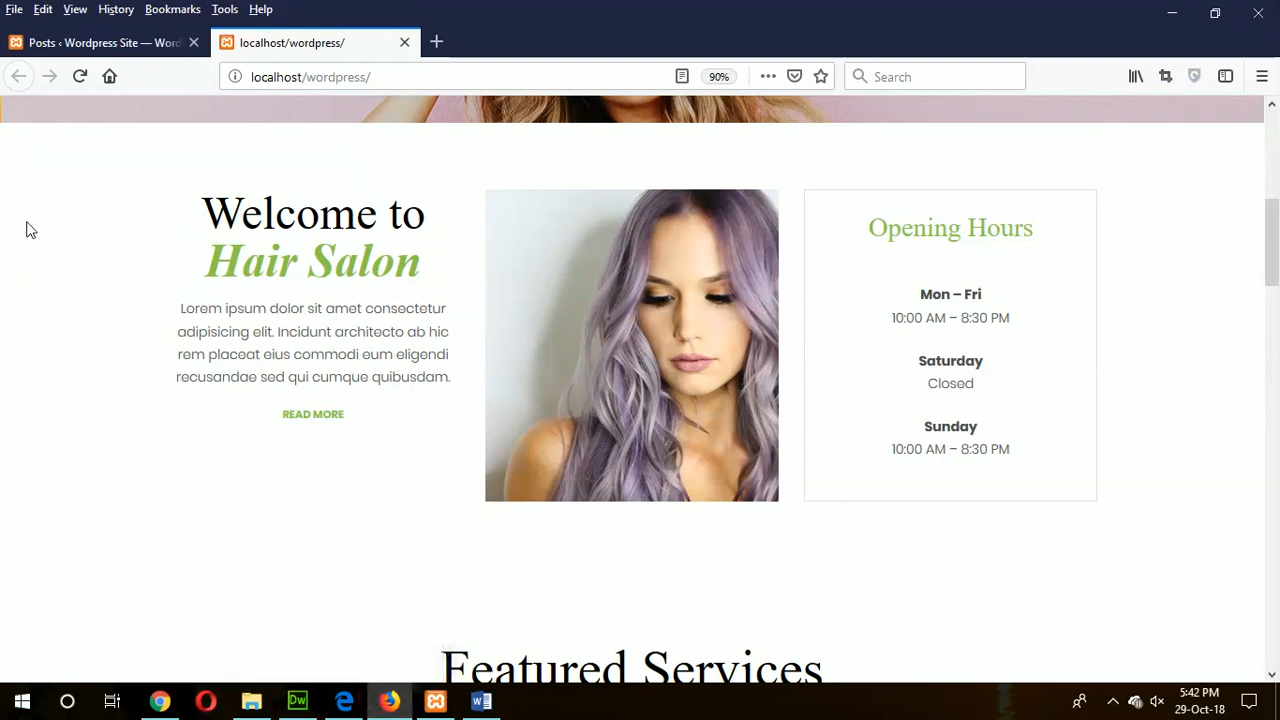 File Edit View History Bookmarks Tools Help
Posts ‹ Wordpress Site — Word
localhost/wordpress/
localhost/wordpress/
90%
Search
Welcome to
Hair Salon
Lorem ipsum dolor sit amet consectetur
adipisicing elit. Incidunt architecto ab hic
rem placeat eius commodi eum eligendi
recusandae sed qui cumque quibusdam.
READ MORE
Opening Hours
Mon – Fri
10:00 AM – 8:30 PM
Saturday
Closed
Sunday
10:00 AM – 8:30 PM
Featured Services
Dw
5:42 PM
29-Oct-18